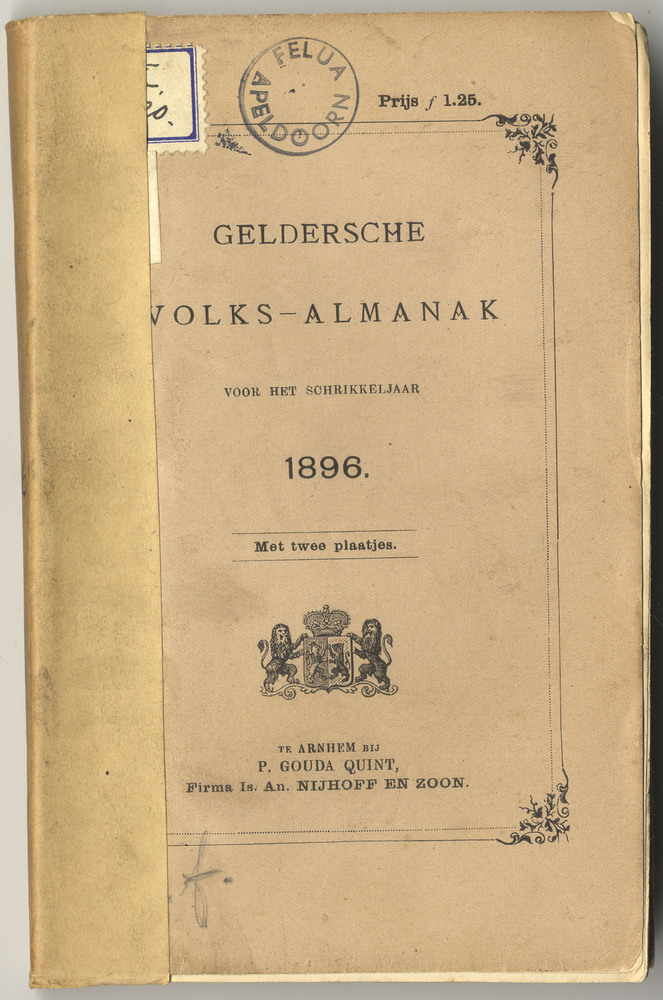 FELUA
APELDOORN
Prijs f 1.25.
GELDERSCHE
VOLKS-ALMANAK
VOOR HET SCHRIKKELJAAR
1896.
Met twee plaatjes.
TE ARNHEM BIJ
P. GOUDA QUINT,
Firma Is. An. NIJHOFF EN ZOON.
f.